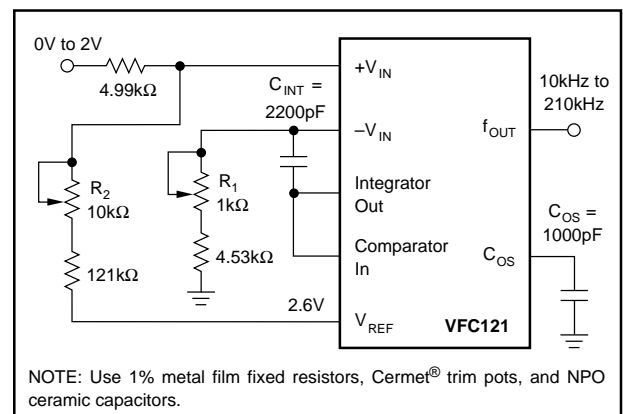 0V to 2V
4.99kΩ
C_INT =
2200pF
+V_IN
–V_IN
f_OUT
10kHz to
210kHz
R_2
10kΩ
R_1
1kΩ
Integrator
Out
C_OS =
1000pF
4.53kΩ
Comparator
In
C_OS
121kΩ
2.6V
V_REF
VFC121
NOTE: Use 1% metal film fixed resistors, Cermet® trim pots, and NPO
ceramic capacitors.